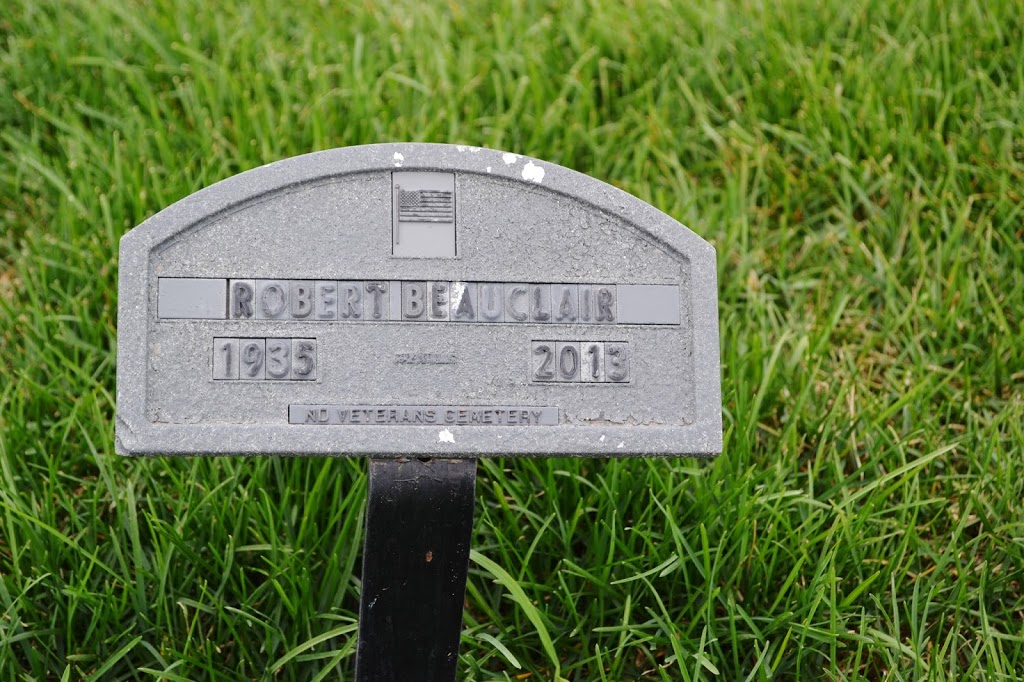 ROBERT BEAUCLAIR
1935 2013
ND VETERANS CEMETERY